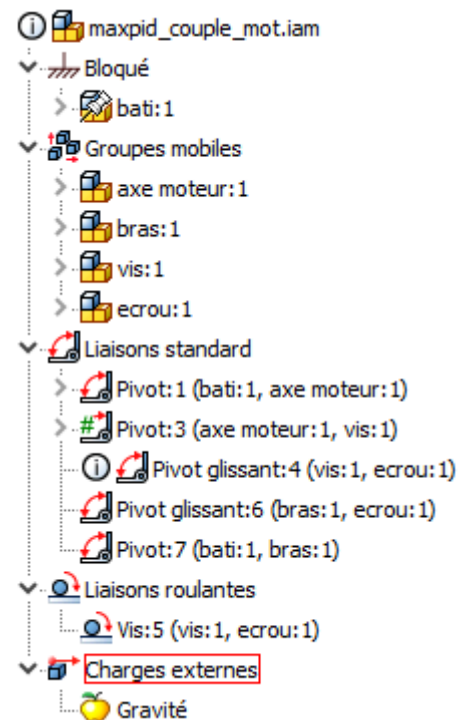 maxpid_couple_mot.iam
Bloqué
bati:1
Groupes mobiles
axe moteur:1
bras:1
vis:1
ecrou:1
Liaisons standard
Pivot:1 (bati:1, axe moteur:1)
Pivot:3 (axe moteur:1, vis:1)
Pivot glissant:4 (vis:1, ecrou:1)
Pivot glissant:6 (bras:1, ecrou:1)
Pivot:7 (bati:1, bras:1)
Liaisons roulantes
Vis:5 (vis:1, ecrou:1)
Charges externes
Gravité